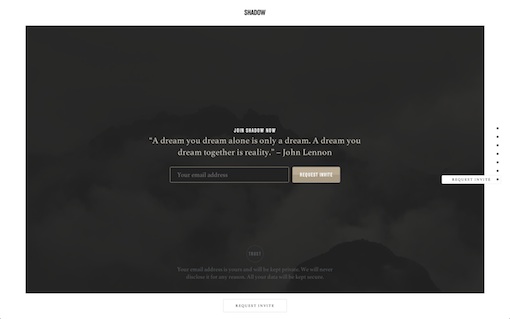 SHADOW
JOIN SHADOW NOW
“A dream you dream alone is only a dream. A dream you
dream together is reality.” – John Lennon
Your email address
REQUEST INVITE
REQUEST INVITE
TRUST
Your email address is yours and will be kept private. We will never
disclose it for any reason. All your data will be kept secure.
REQUEST INVITE